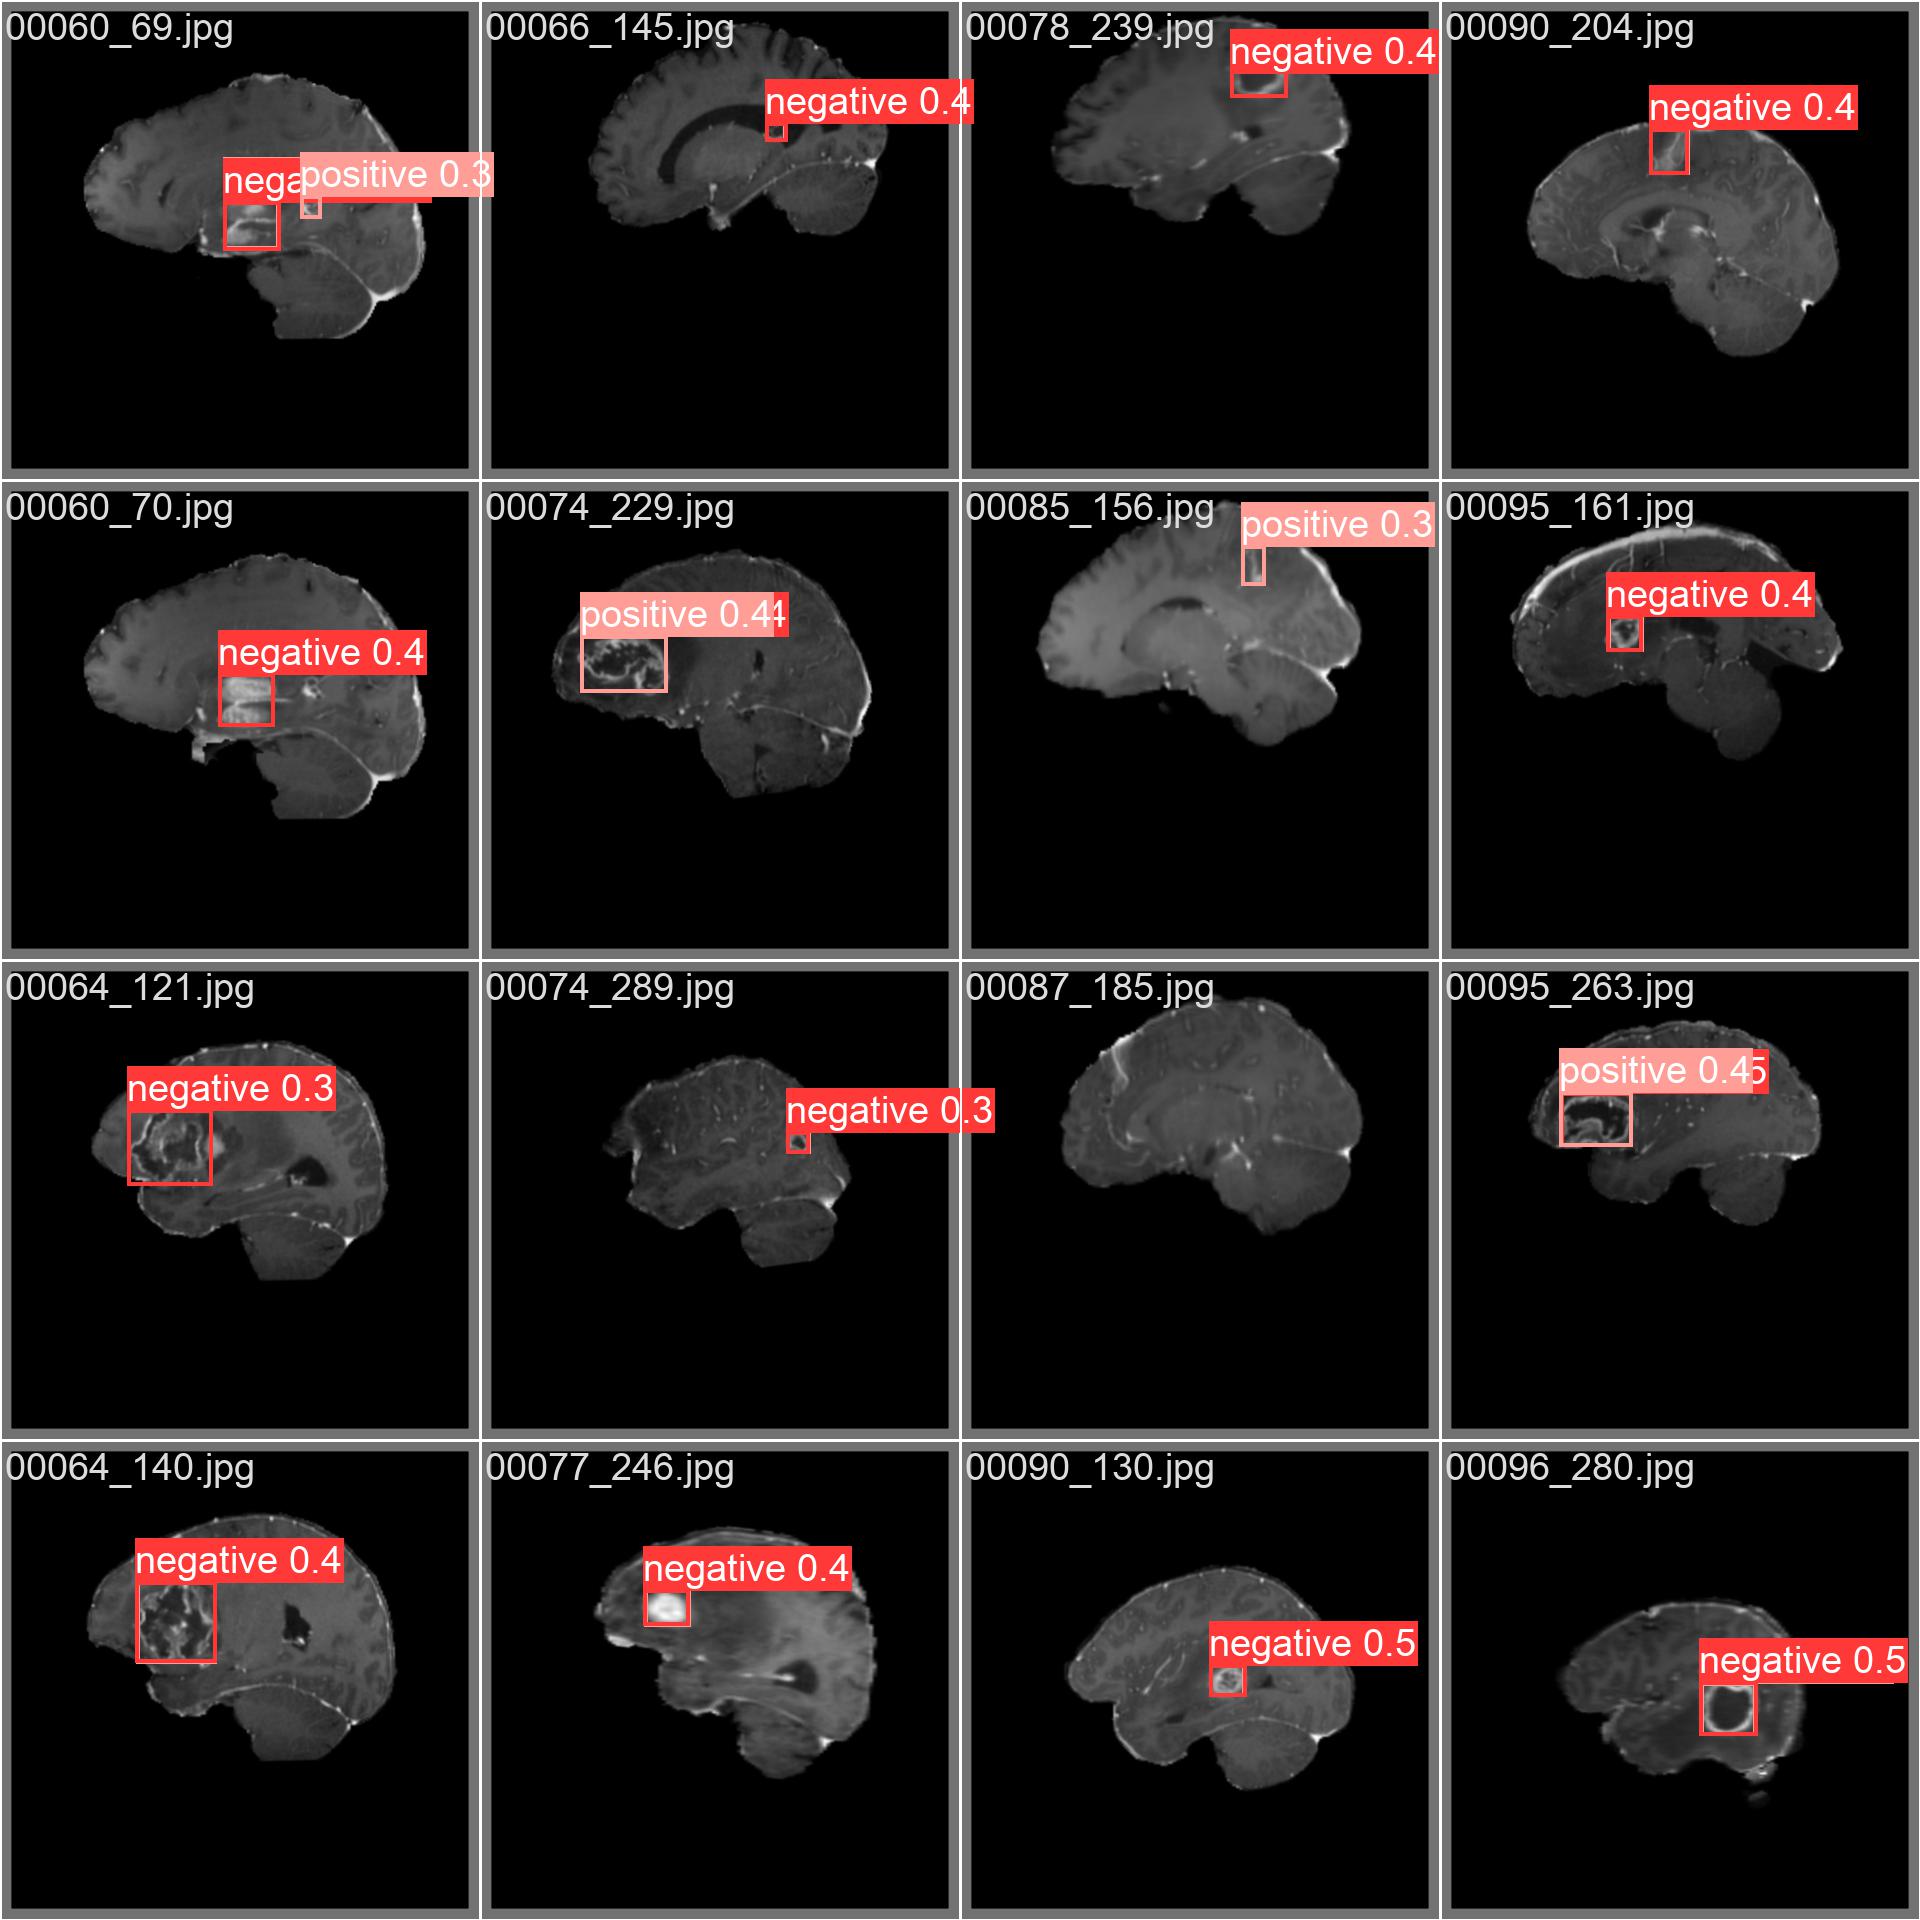 00060_69.jpg
nega
positive 0.3
00066_145.jpg
negative 0.4
00078_239.jpg
negative 0.4
00090_204.jpg
negative 0.4
00060_70.jpg
negative 0.4
00074_229.jpg
positive 0.44
00085_156.jpg
positive 0.3
00095_161.jpg
negative 0.4
00064_121.jpg
negative 0.3
00074_289.jpg
negative 0.3
00087_185.jpg
00095_263.jpg
positive 0.45
00064_140.jpg
negative 0.4
00077_246.jpg
negative 0.4
00090_130.jpg
negative 0.5
00096_280.jpg
negative 0.5